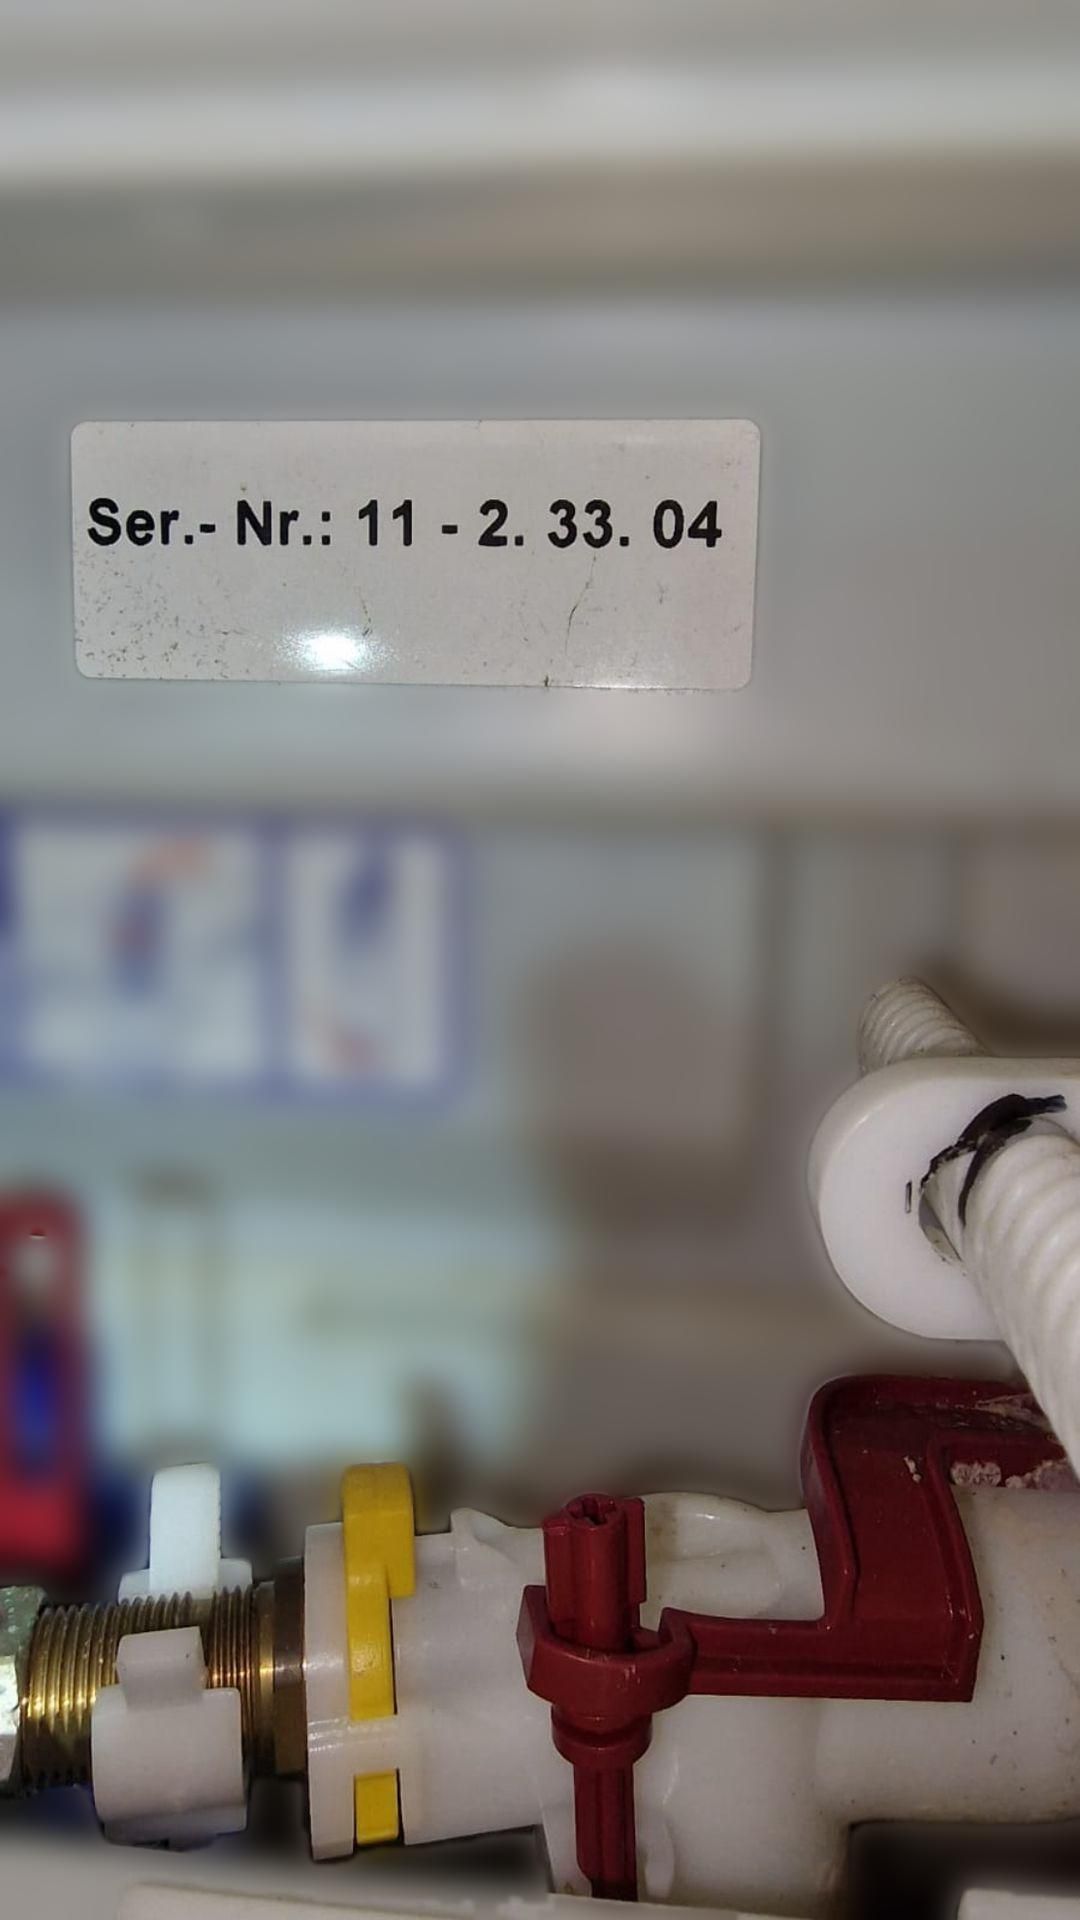 Ser.- Nr.: 11 - 2. 33. 04